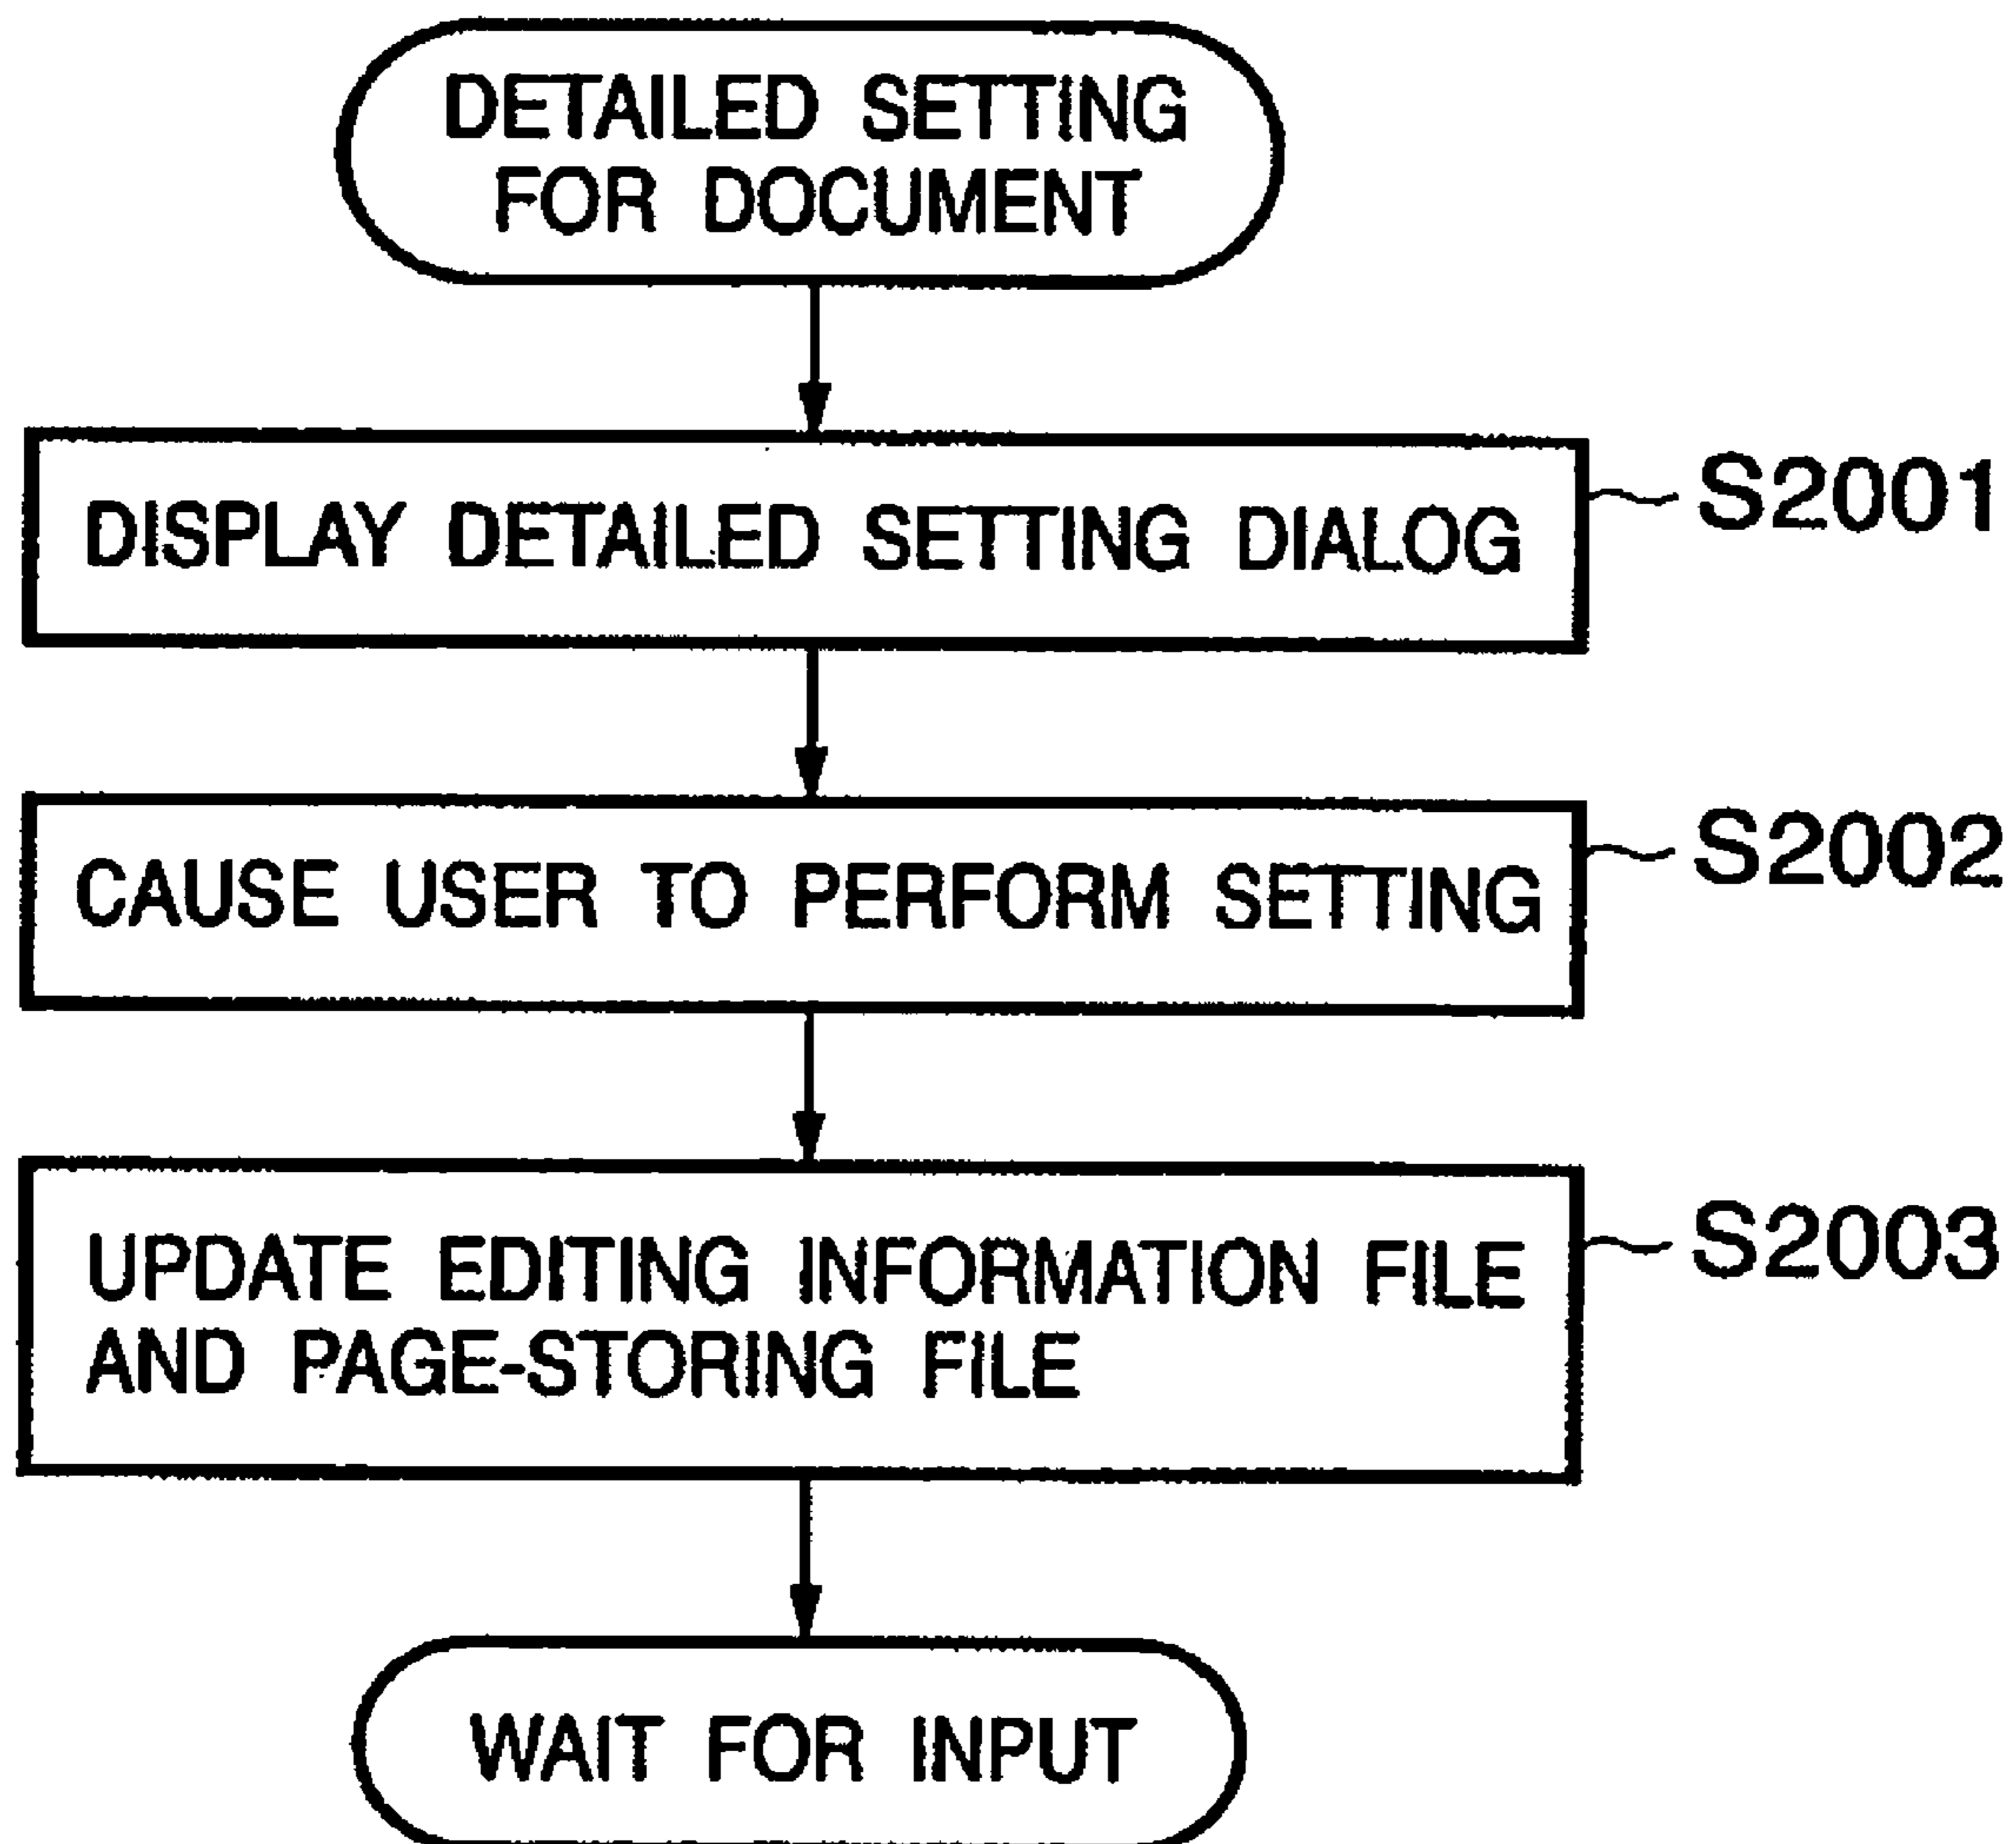 DETAILED SETTING
FOR DOCUMENT
DISPLAY DETAILED SETTING DIALOG
S2001
CAUSE USER TO PERFORM SETTING
S2002
UPDATE EDITING INFORMATION FILE
AND PAGE-STORING FILE
S2003
WAIT FOR INPUT